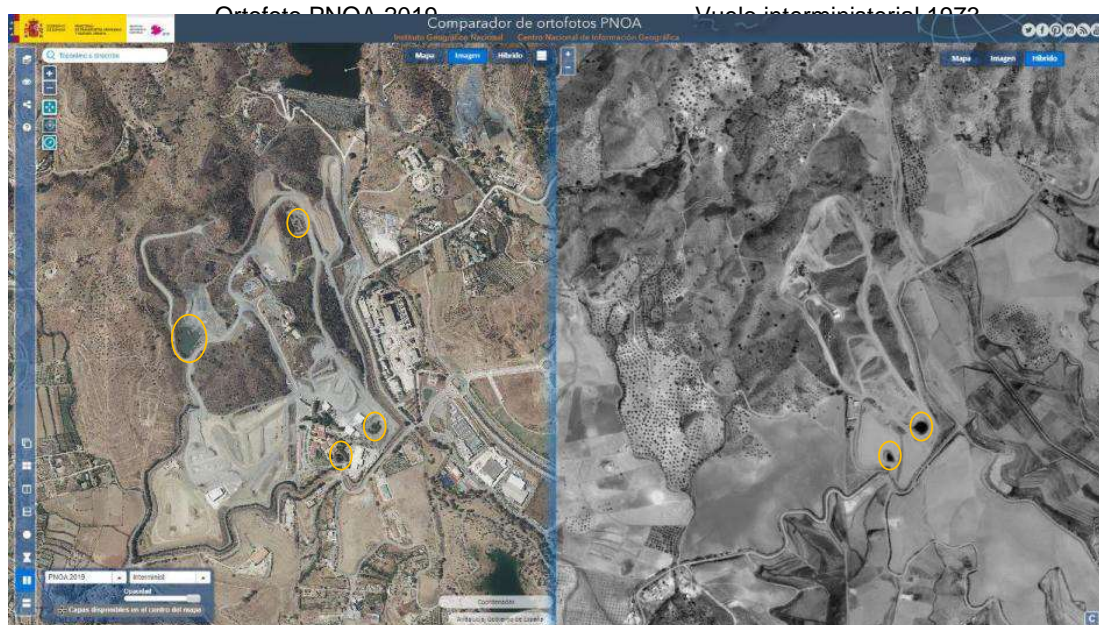 Ortofoto PNOA 2019
Vuelo interministerial 1973
Comparador de ortofotos PNOA
Instituto Geográfico Nacional Centro Nacional de Información Geográfica
Mapa Imagen Híbrido
Mapa Imagen Híbrido
PNOA 2019
Interminist
Opacidad
Capas disponibles en el centro del mapa
Coordenadas
C